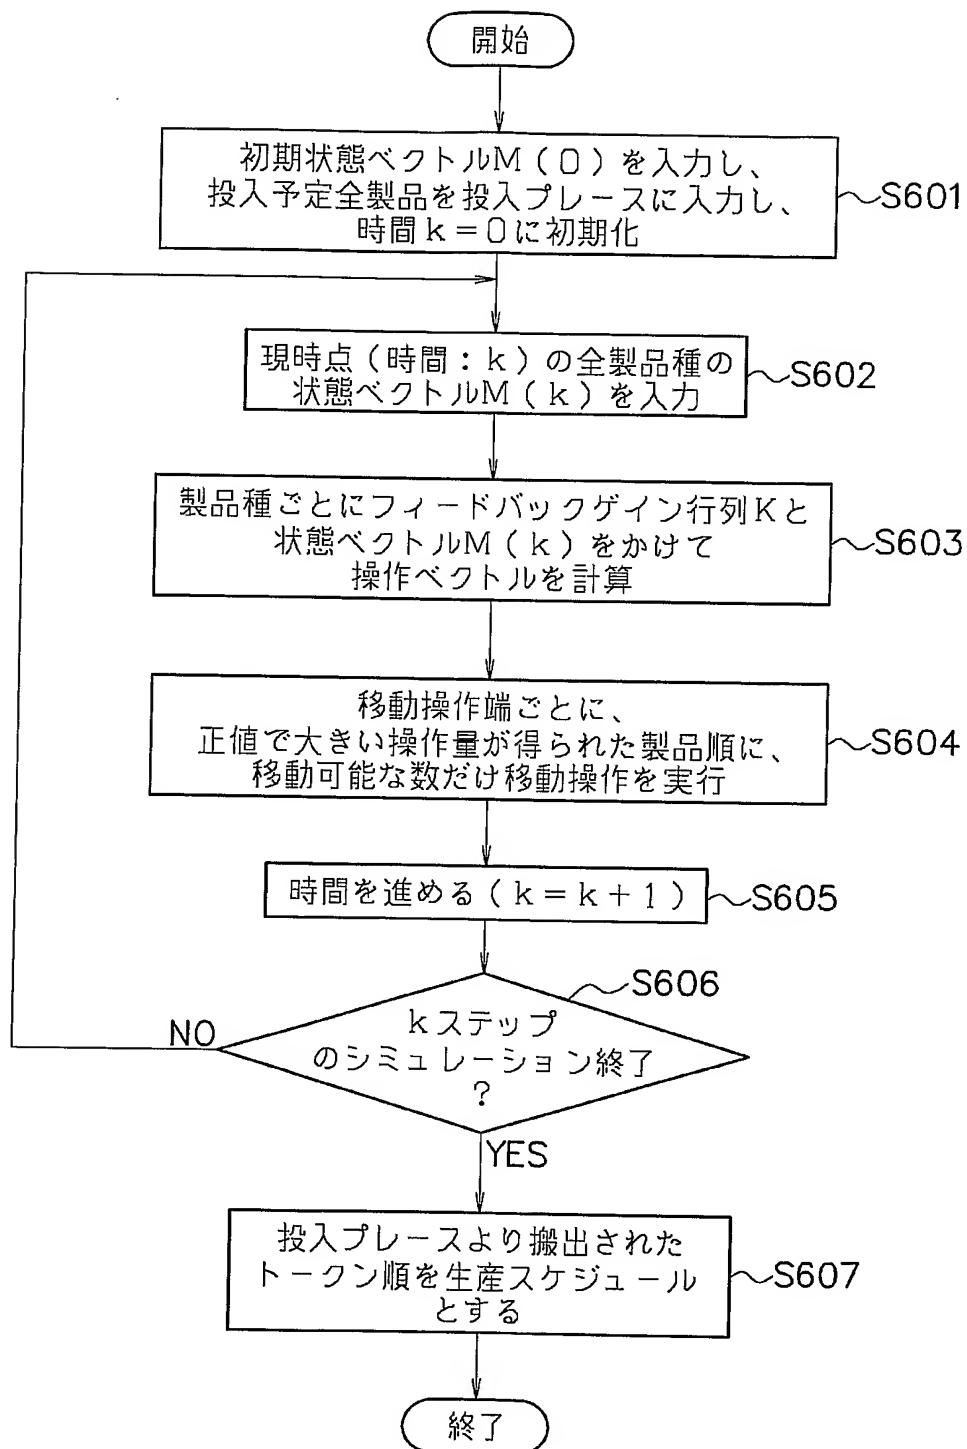 開始
初期状態ベクトルM(0)を入力し、
投入予定全製品を投入プレースに入力し、
時間k=0に初期化
S601
現時点(時間:k)の全製品種の
状態ベクトルM(k)を入力
S602
製品種ごとにフィードバックゲイン行列Kと
状態ベクトルM(k)をかけて
操作ベクトルを計算
S603
移動操作端ごとに、
正値で大きい操作量が得られた製品順に、
移動可能な数だけ移動操作を実行
S604
時間を進める(k=k+1)
S605
S606
kステップ
のシミュレーション終了
?
NO
YES
投入プレースより搬出された
トークン順を生産スケジュール
とする
S607
終了